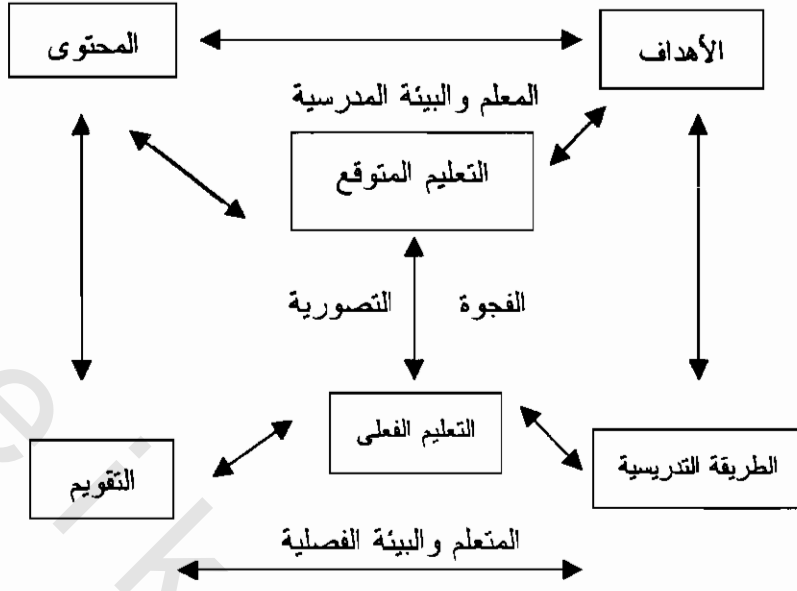 الأهداف
المحتوى
المعلم والبيئة المدرسية
التعليم المتوقع
الفجوة التصورية
التعليم الفعلى
الطريقة التدريسية
التقويم
المتعلم والبيئة الفصلية